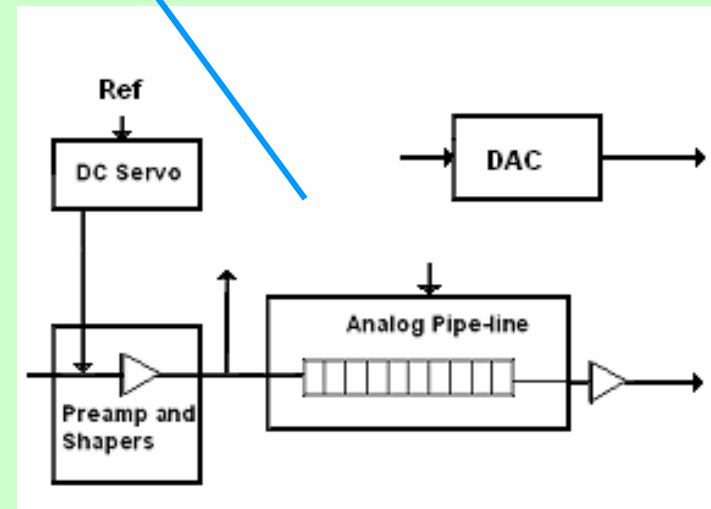 Ref
DC Servo
DAC
Analog Pipe-line
Preamp and
Shapers